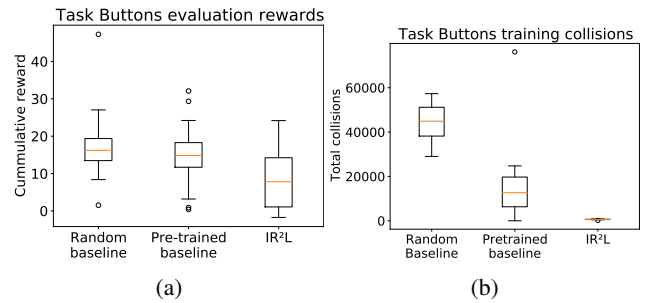 Task Buttons evaluation rewards
Cummulative reward
40
30
20
10
0
Random
baseline
Pre-trained
baseline
IR²L
(a)
Task Buttons training collisions
Total collisions
60000
40000
20000
0
Random
Baseline
Pretrained
baseline
IR²L
(b)